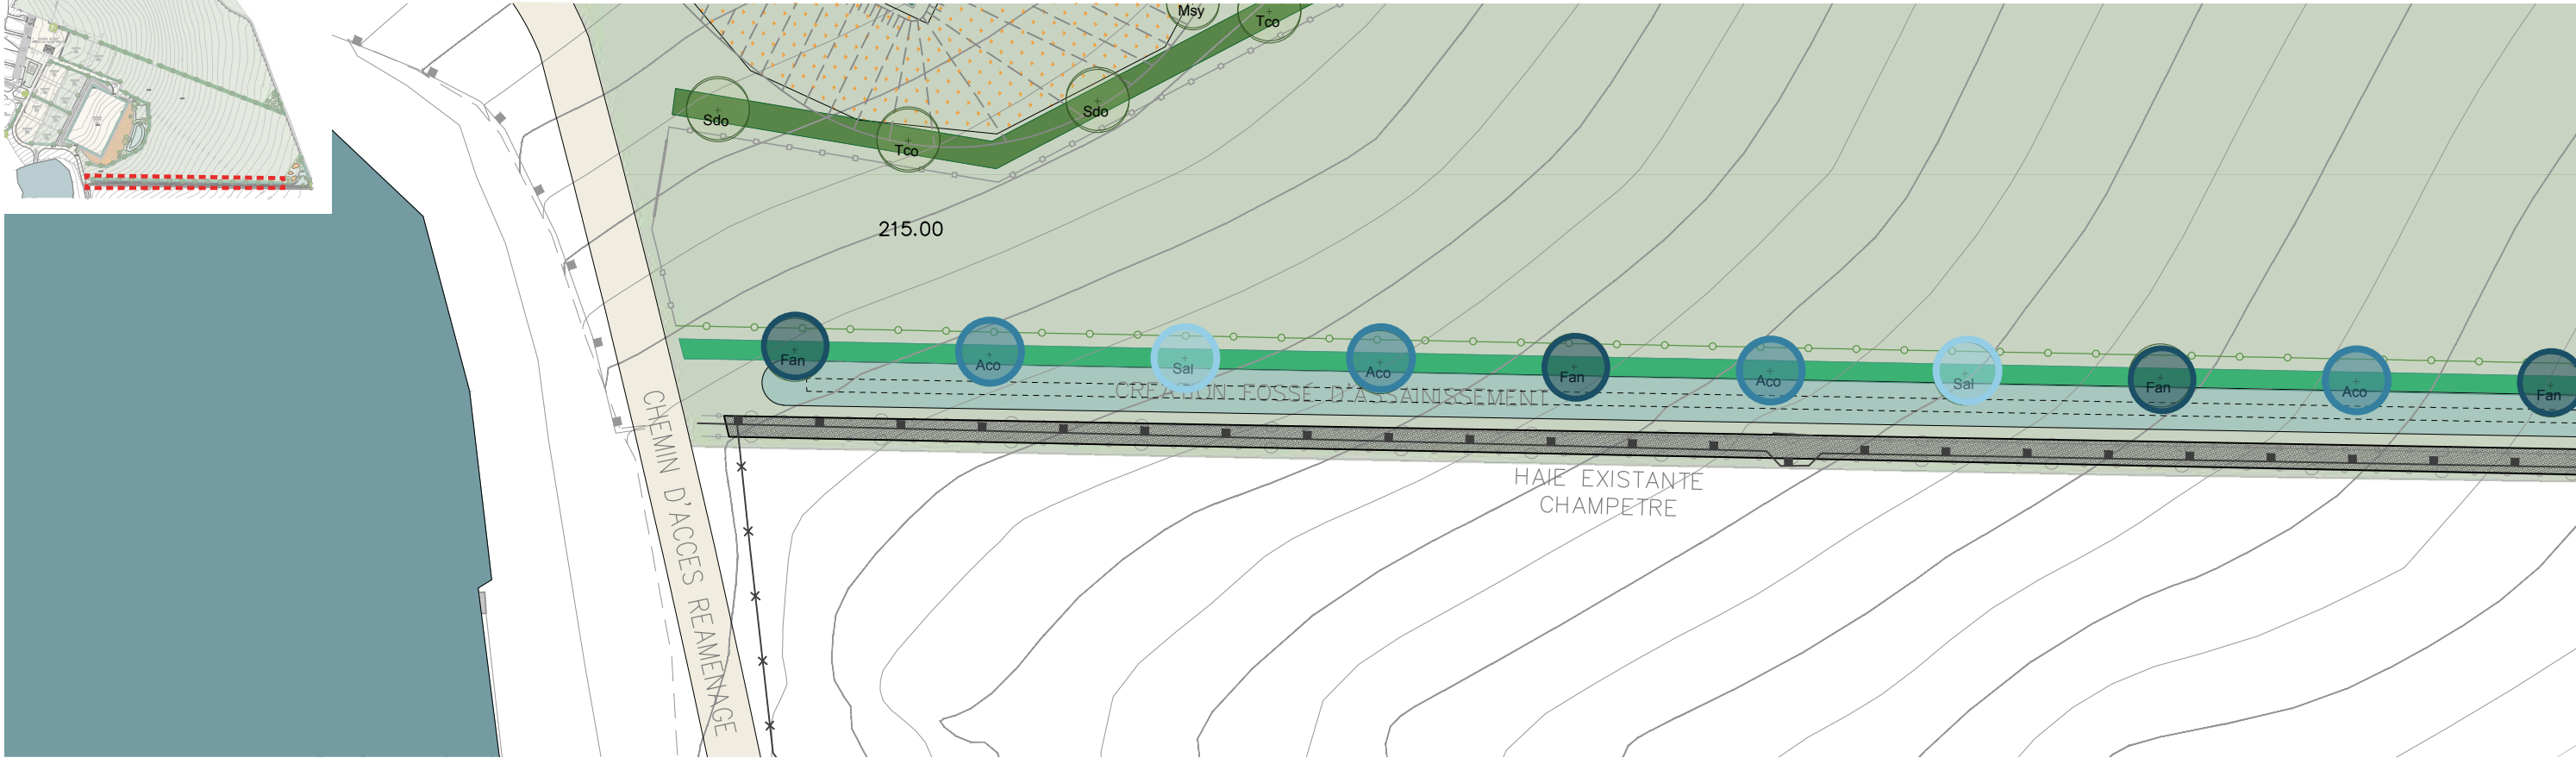 Msy
Tco
Sdo
Sdo
Tco
215.00
Fan
Aco
Sal
Aco
Fan
Aco
Sal
Fan
Aco
Fan
CREATION FOSSE D'ASSAINISSEMENT
HAIE EXISTANTE
CHAMPETRE
CHEMIN D'ACCES REAMENAGE